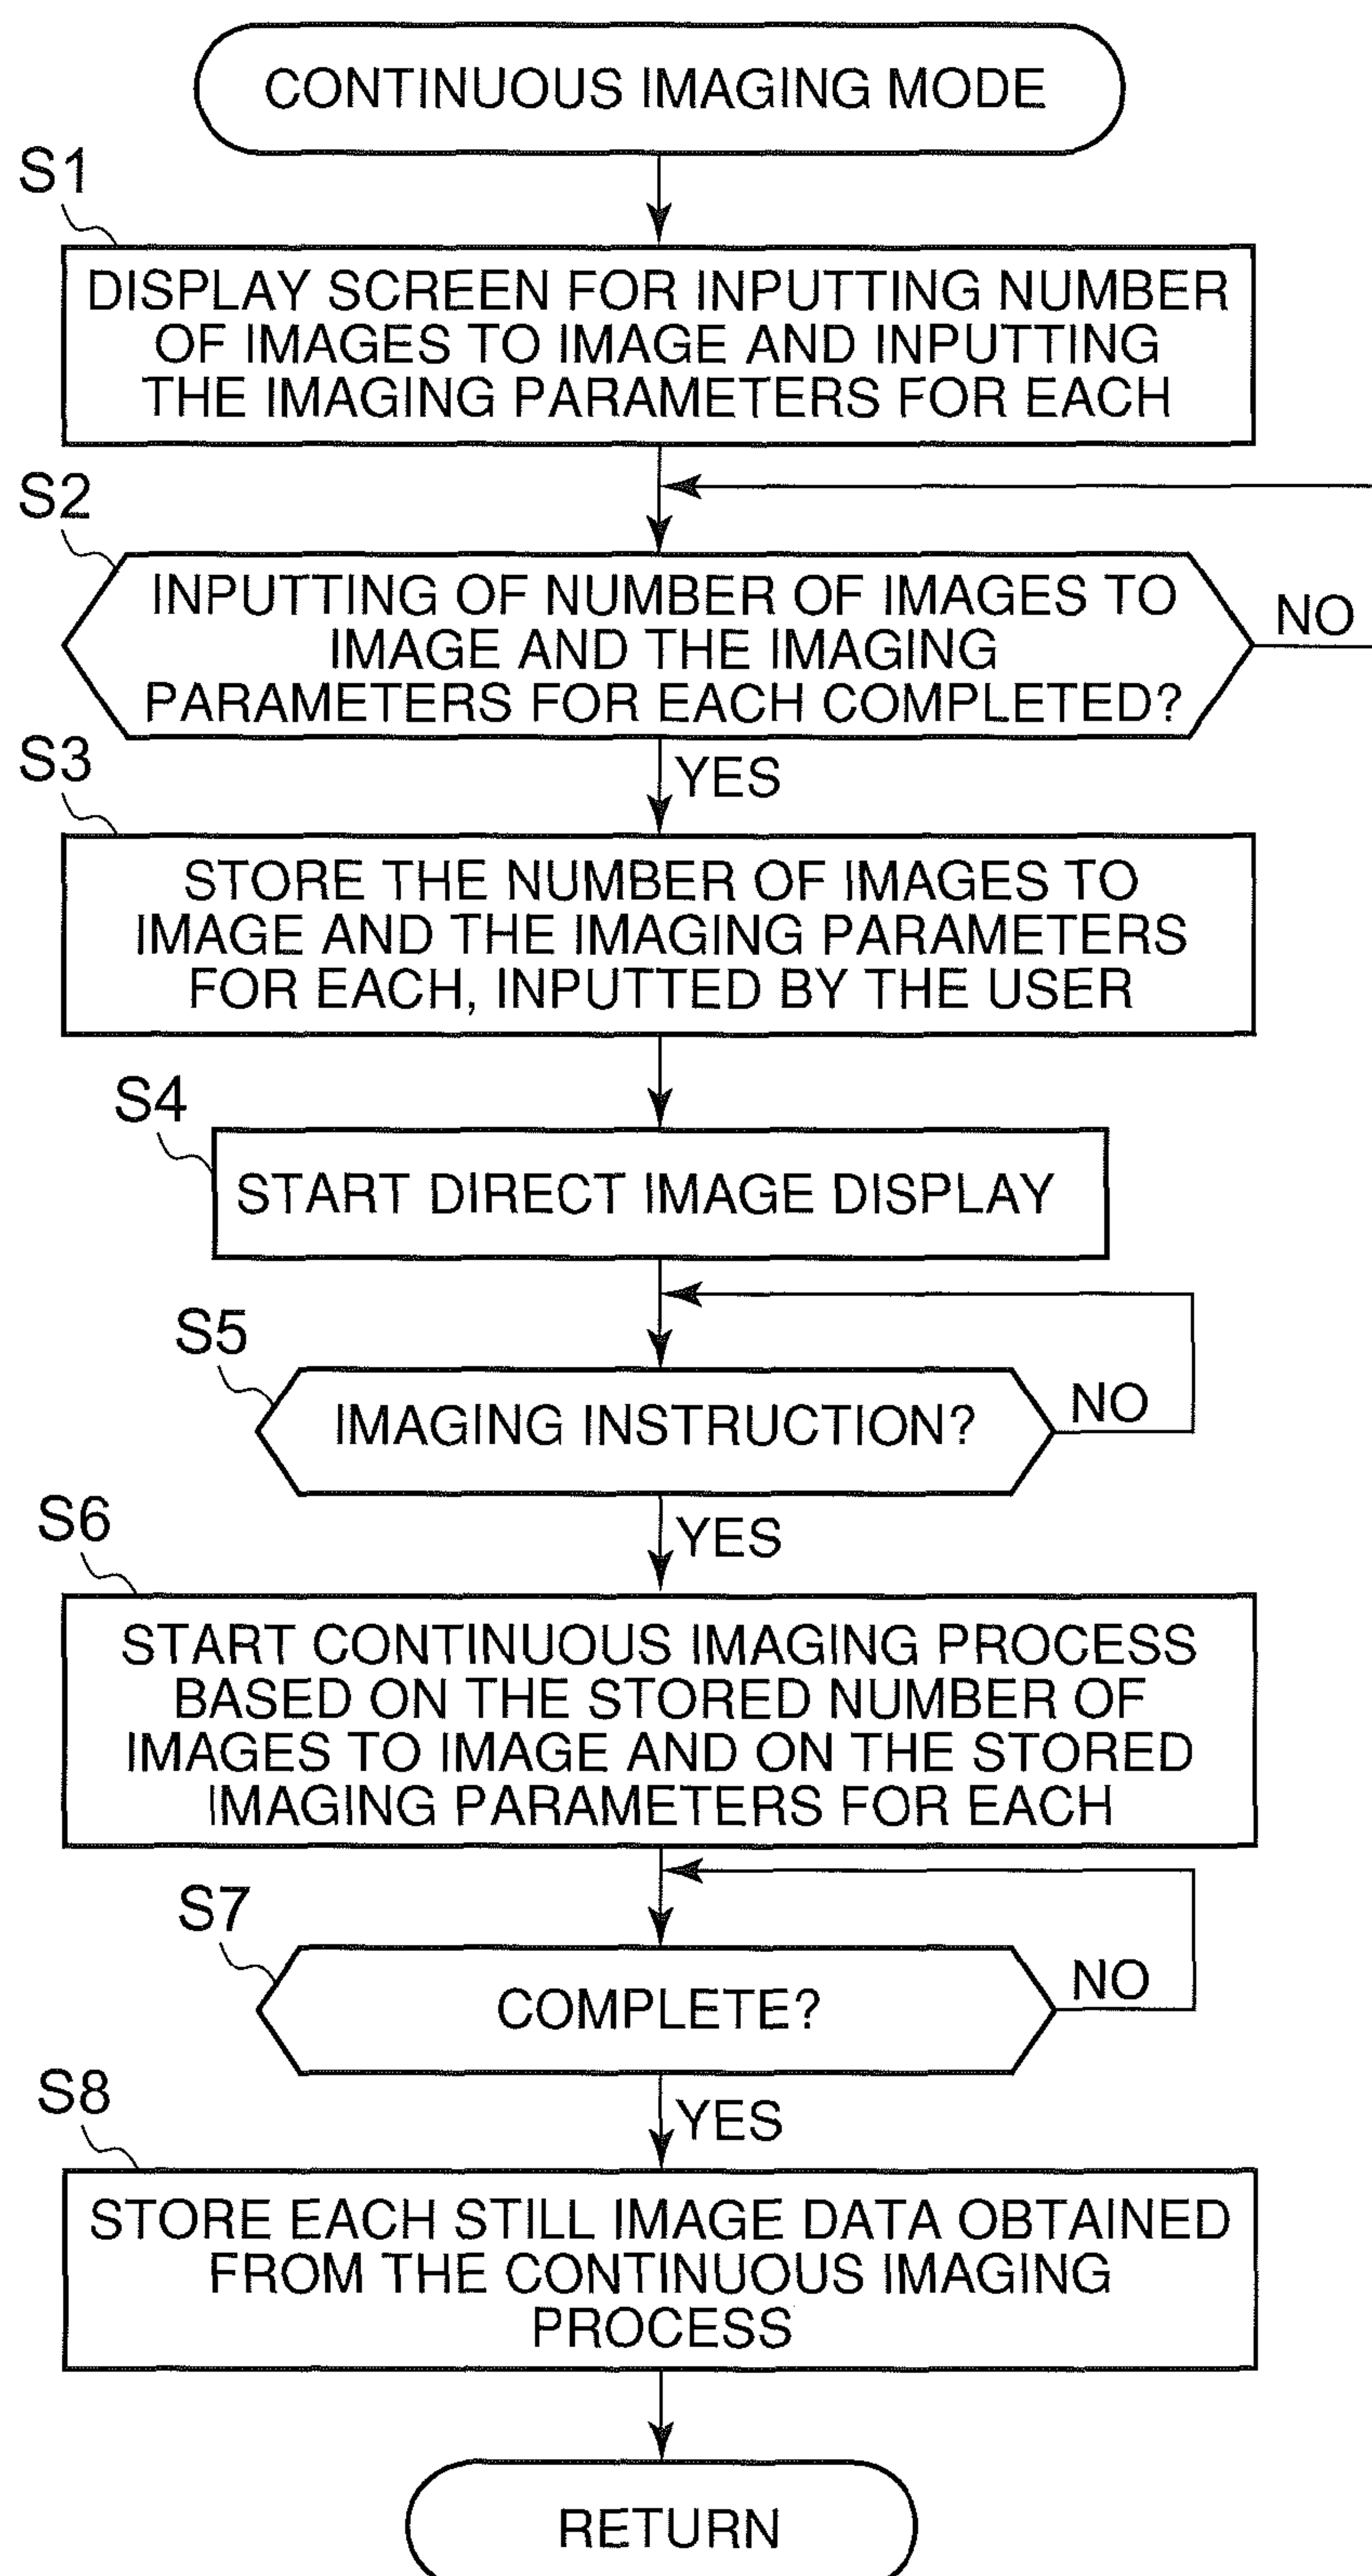 CONTINUOUS IMAGING MODE
S1
DISPLAY SCREEN FOR INPUTTING NUMBER
OF IMAGES TO IMAGE AND INPUTTING
THE IMAGING PARAMETERS FOR EACH
S2
INPUTTING OF NUMBER OF IMAGES TO
IMAGE AND THE IMAGING
PARAMETERS FOR EACH COMPLETED?
NO
YES
S3
STORE THE NUMBER OF IMAGES TO
IMAGE AND THE IMAGING PARAMETERS
FOR EACH, INPUTTED BY THE USER
S4
START DIRECT IMAGE DISPLAY
S5
IMAGING INSTRUCTION?
NO
YES
S6
START CONTINUOUS IMAGING PROCESS
BASED ON THE STORED NUMBER OF
IMAGES TO IMAGE AND ON THE STORED
IMAGING PARAMETERS FOR EACH
S7
COMPLETE?
NO
YES
S8
STORE EACH STILL IMAGE DATA OBTAINED
FROM THE CONTINUOUS IMAGING
PROCESS
RETURN